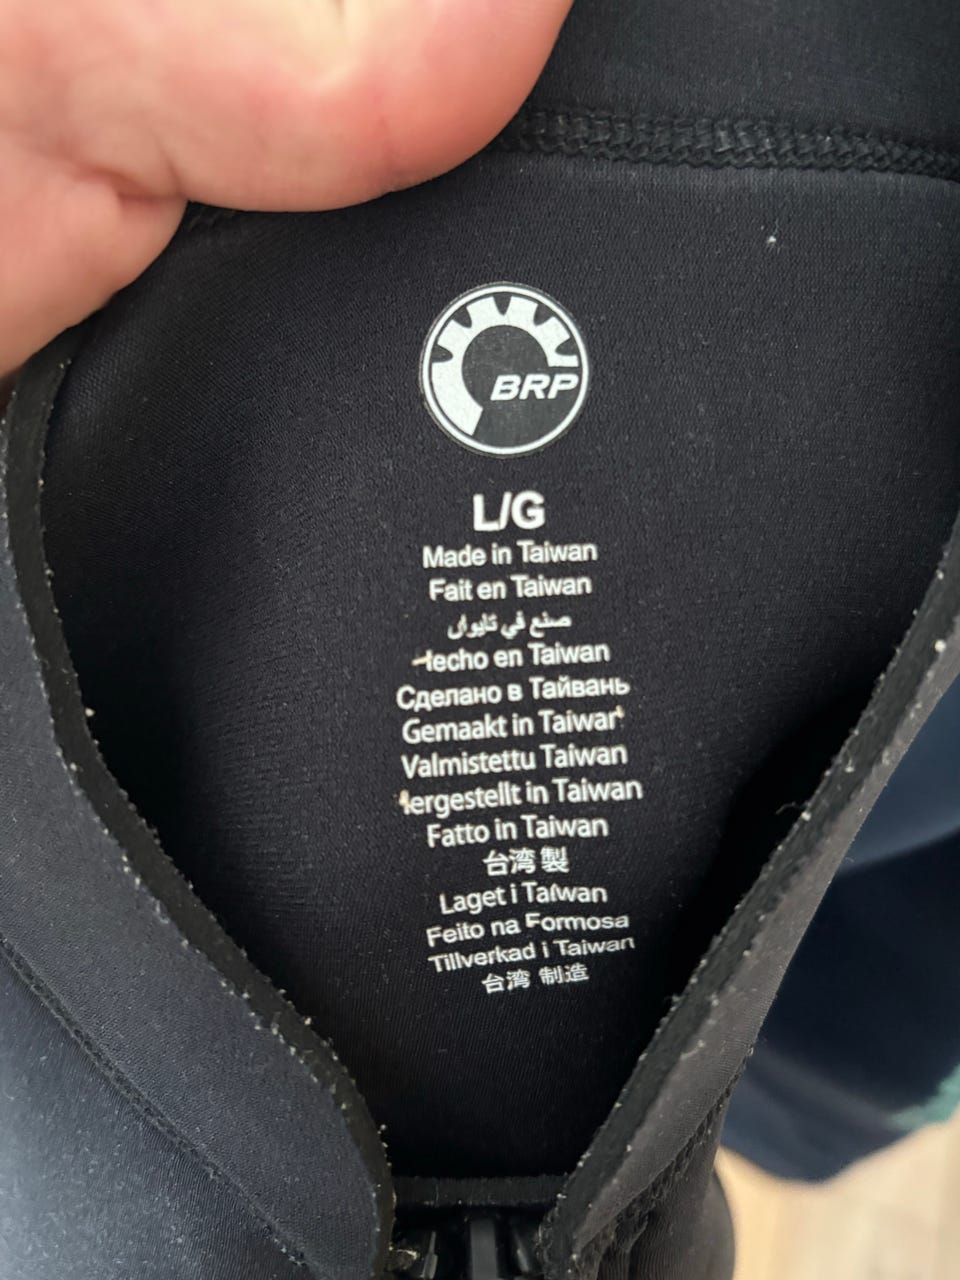 BRP
L/G
Made in Taiwan
Fait en Taiwan
صنع في تايوان
Hecho en Taiwan
Сделано в Тайвань
Gemaakt in Taiwan
Valmistettu Taiwan
Hergestellt in Taiwan
Fatto in Taiwan
台湾 製
Laget i Taiwan
Feito na Formosa
Tillverkad i Taiwan
台湾 制造